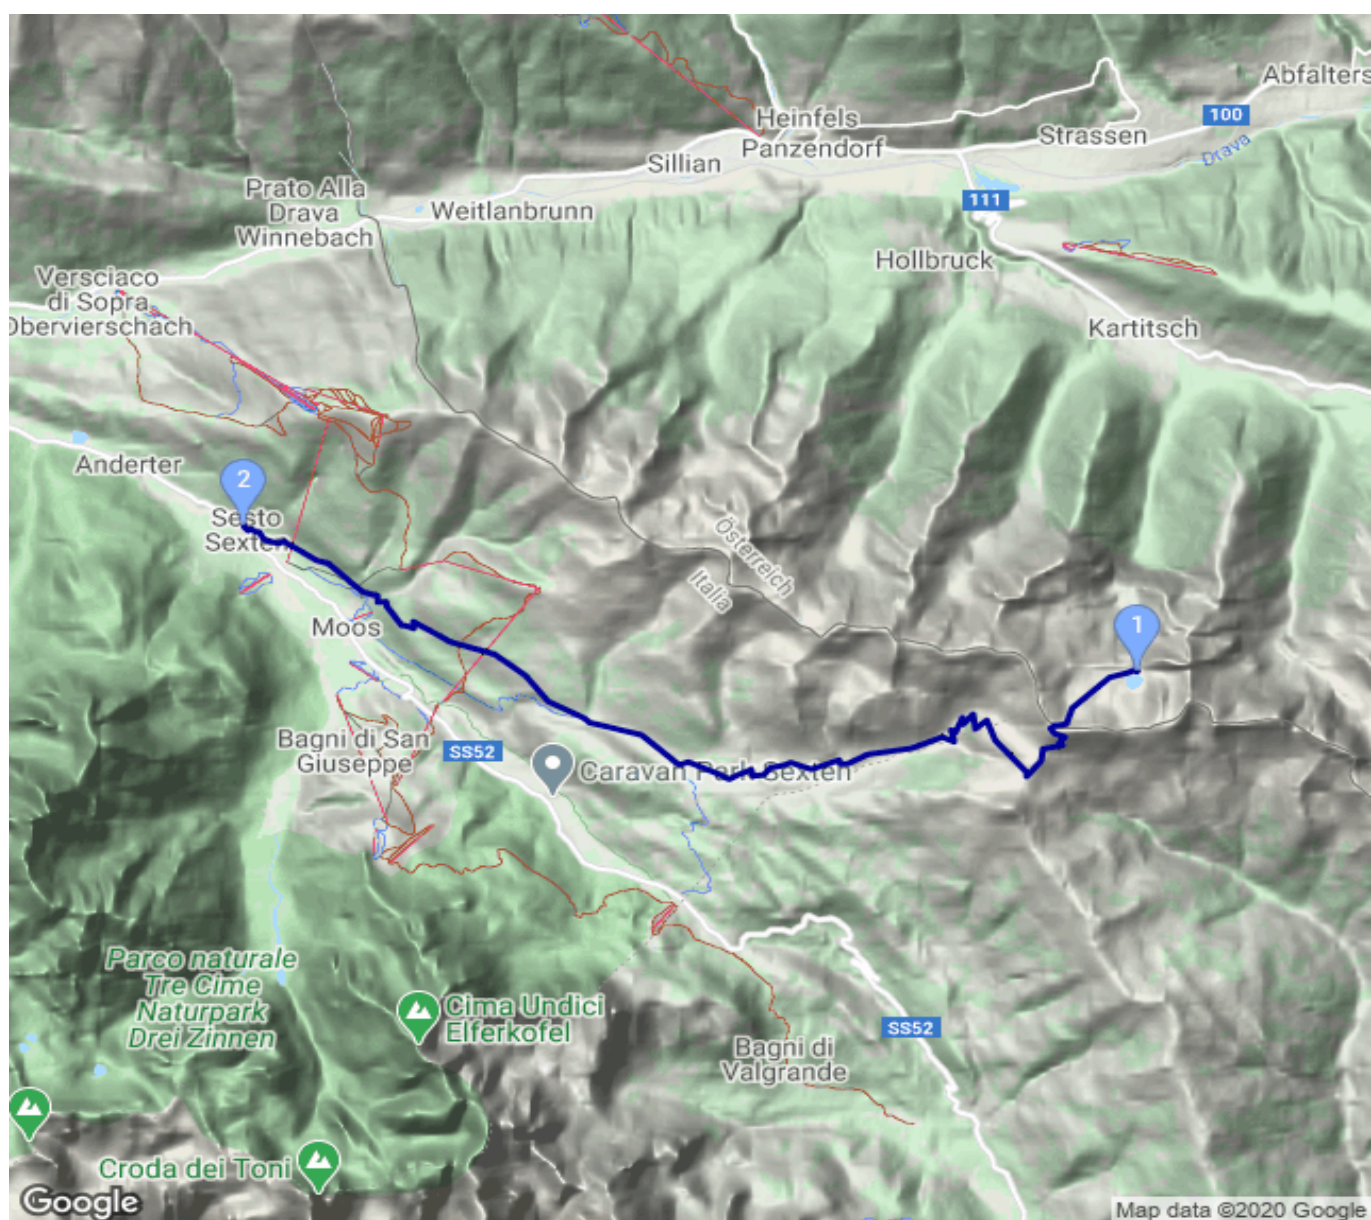 Abfalters
100
Heinfels
Strassen
Panzendorf
Drava
Sillian
Prato Alla
Drava
Winnebach
111
Weitlanbrunn
Hollbruck
Versciaco
di Sopra
Obervierschach
Kartitsch
Anderter
2
Sesto
Sexten
Österreich
Italia
1
Moos
Bagni di San
Giuseppe
SS52
Caravan Park Sexten
Parco naturale
Tre Cime
Naturpark
Drei Zinnen
Cima Undici
Elferkofel
SS52
Bagni di
Valgrande
Croda dei Toni
Google
Map data ©2020 Google